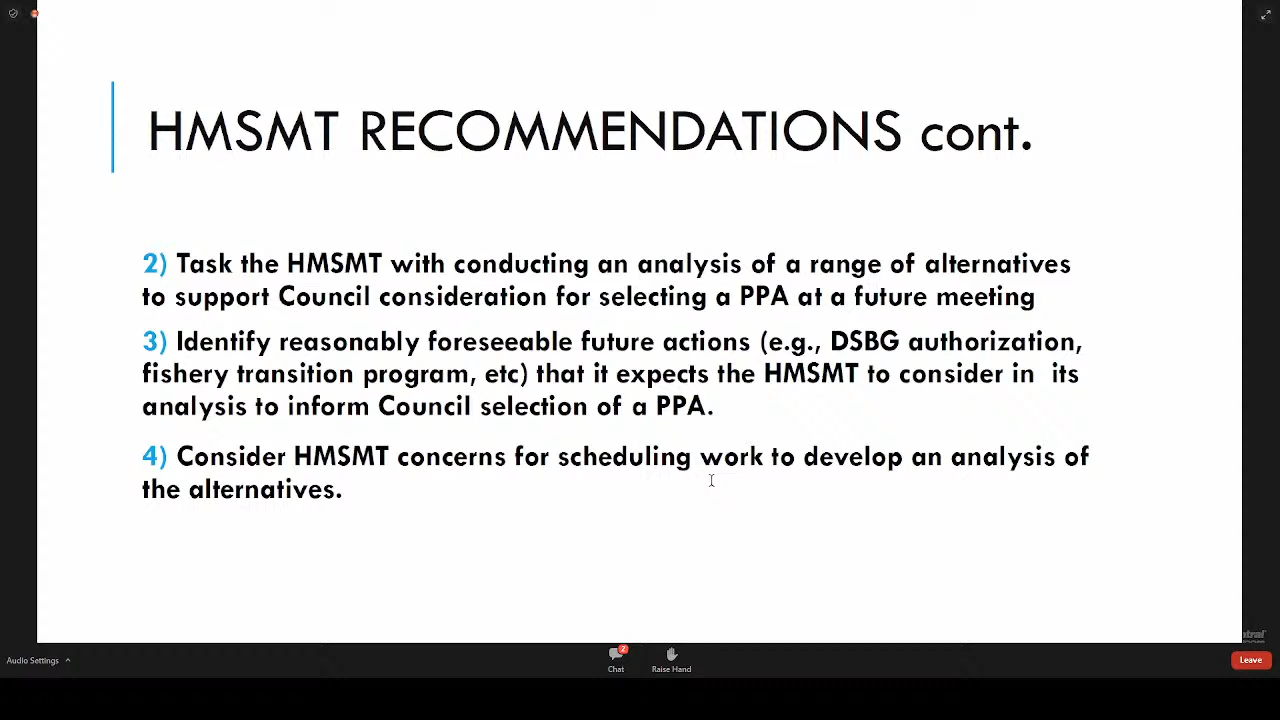 HMSMT RECOMMENDATIONS cont.
2) Task the HMSMT with conducting an analysis of a range of alternatives
to support Council consideration for selecting a PPA at a future meeting
3) Identify reasonably foreseeable future actions (e.g., DSBG authorization,
fishery transition program, etc) that it expects the HMSMT to consider in its
analysis to inform Council selection of a PPA.
4) Consider HMSMT concerns for scheduling work to develop an analysis of
the alternatives.
Audio Settings
2
Chat
Raise Hand
Leave